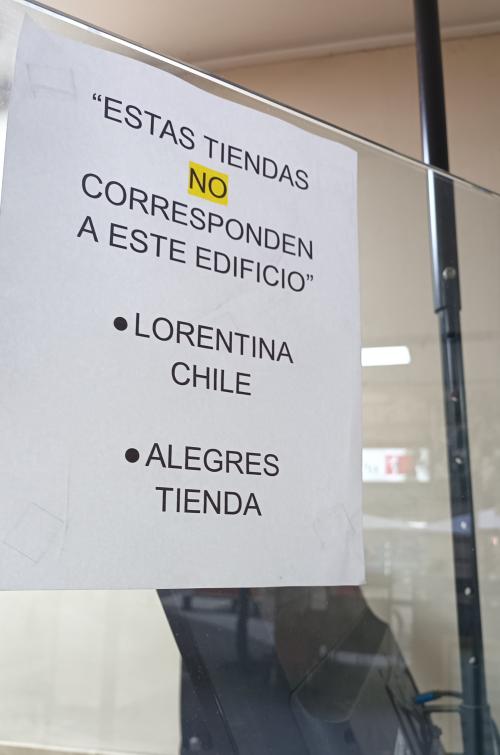 “ESTAS TIENDAS
NO
CORRESPONDEN
A ESTE EDIFICIO”
●LORENTINA
CHILE
●ALEGRES
TIENDA